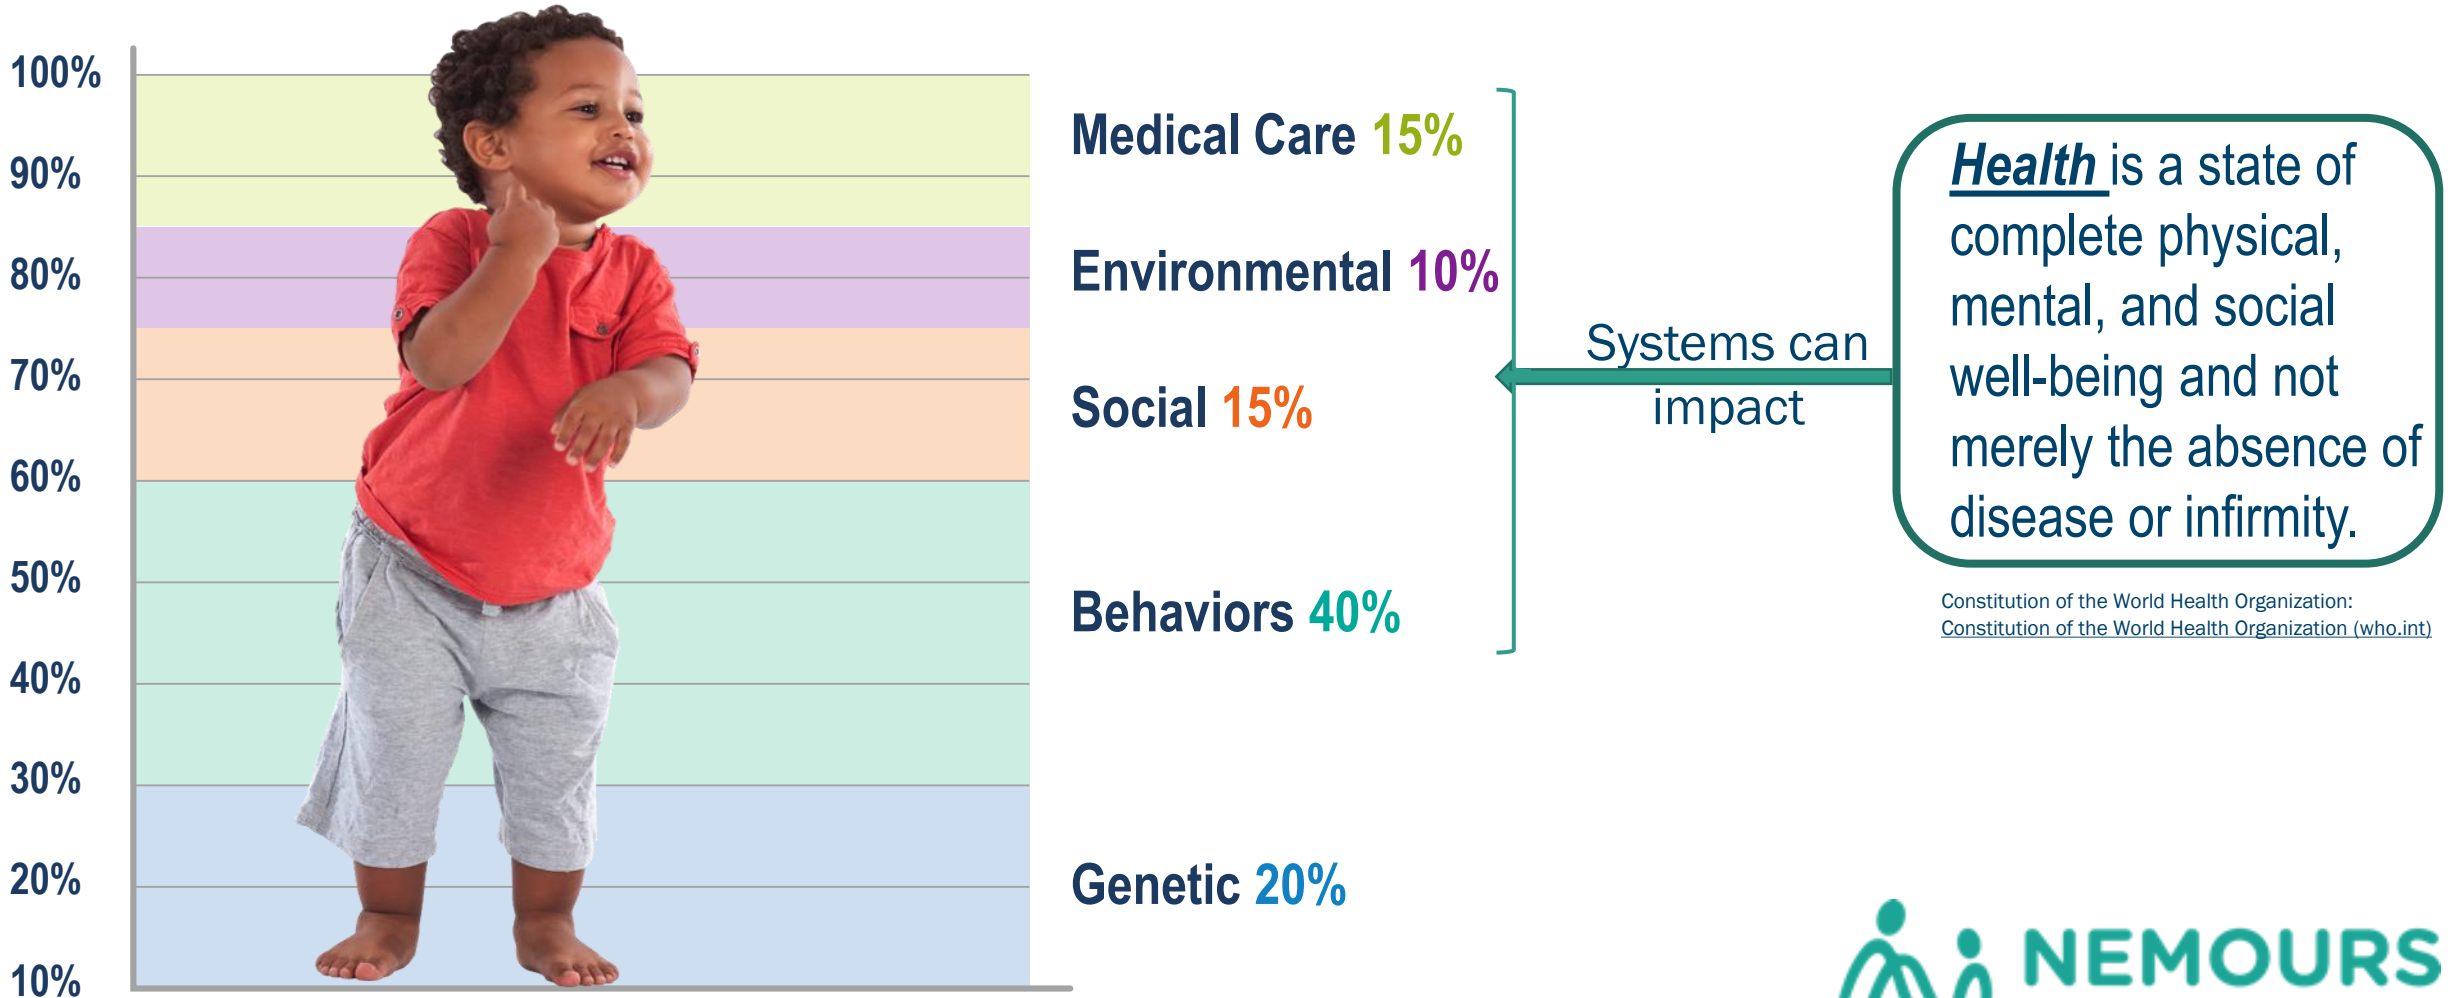 100%
90%
80%
70%
60%
50%
40%
30%
20%
10%
Medical Care 15%
Environmental 10%
Social 15%
Behaviors 40%
Genetic 20%
Systems can
impact
Health is a state of
complete physical,
mental, and social
well-being and not
merely the absence of
disease or infirmity.
Constitution of the World Health Organization:
Constitution of the World Health Organization (who.int)
NEMOURS